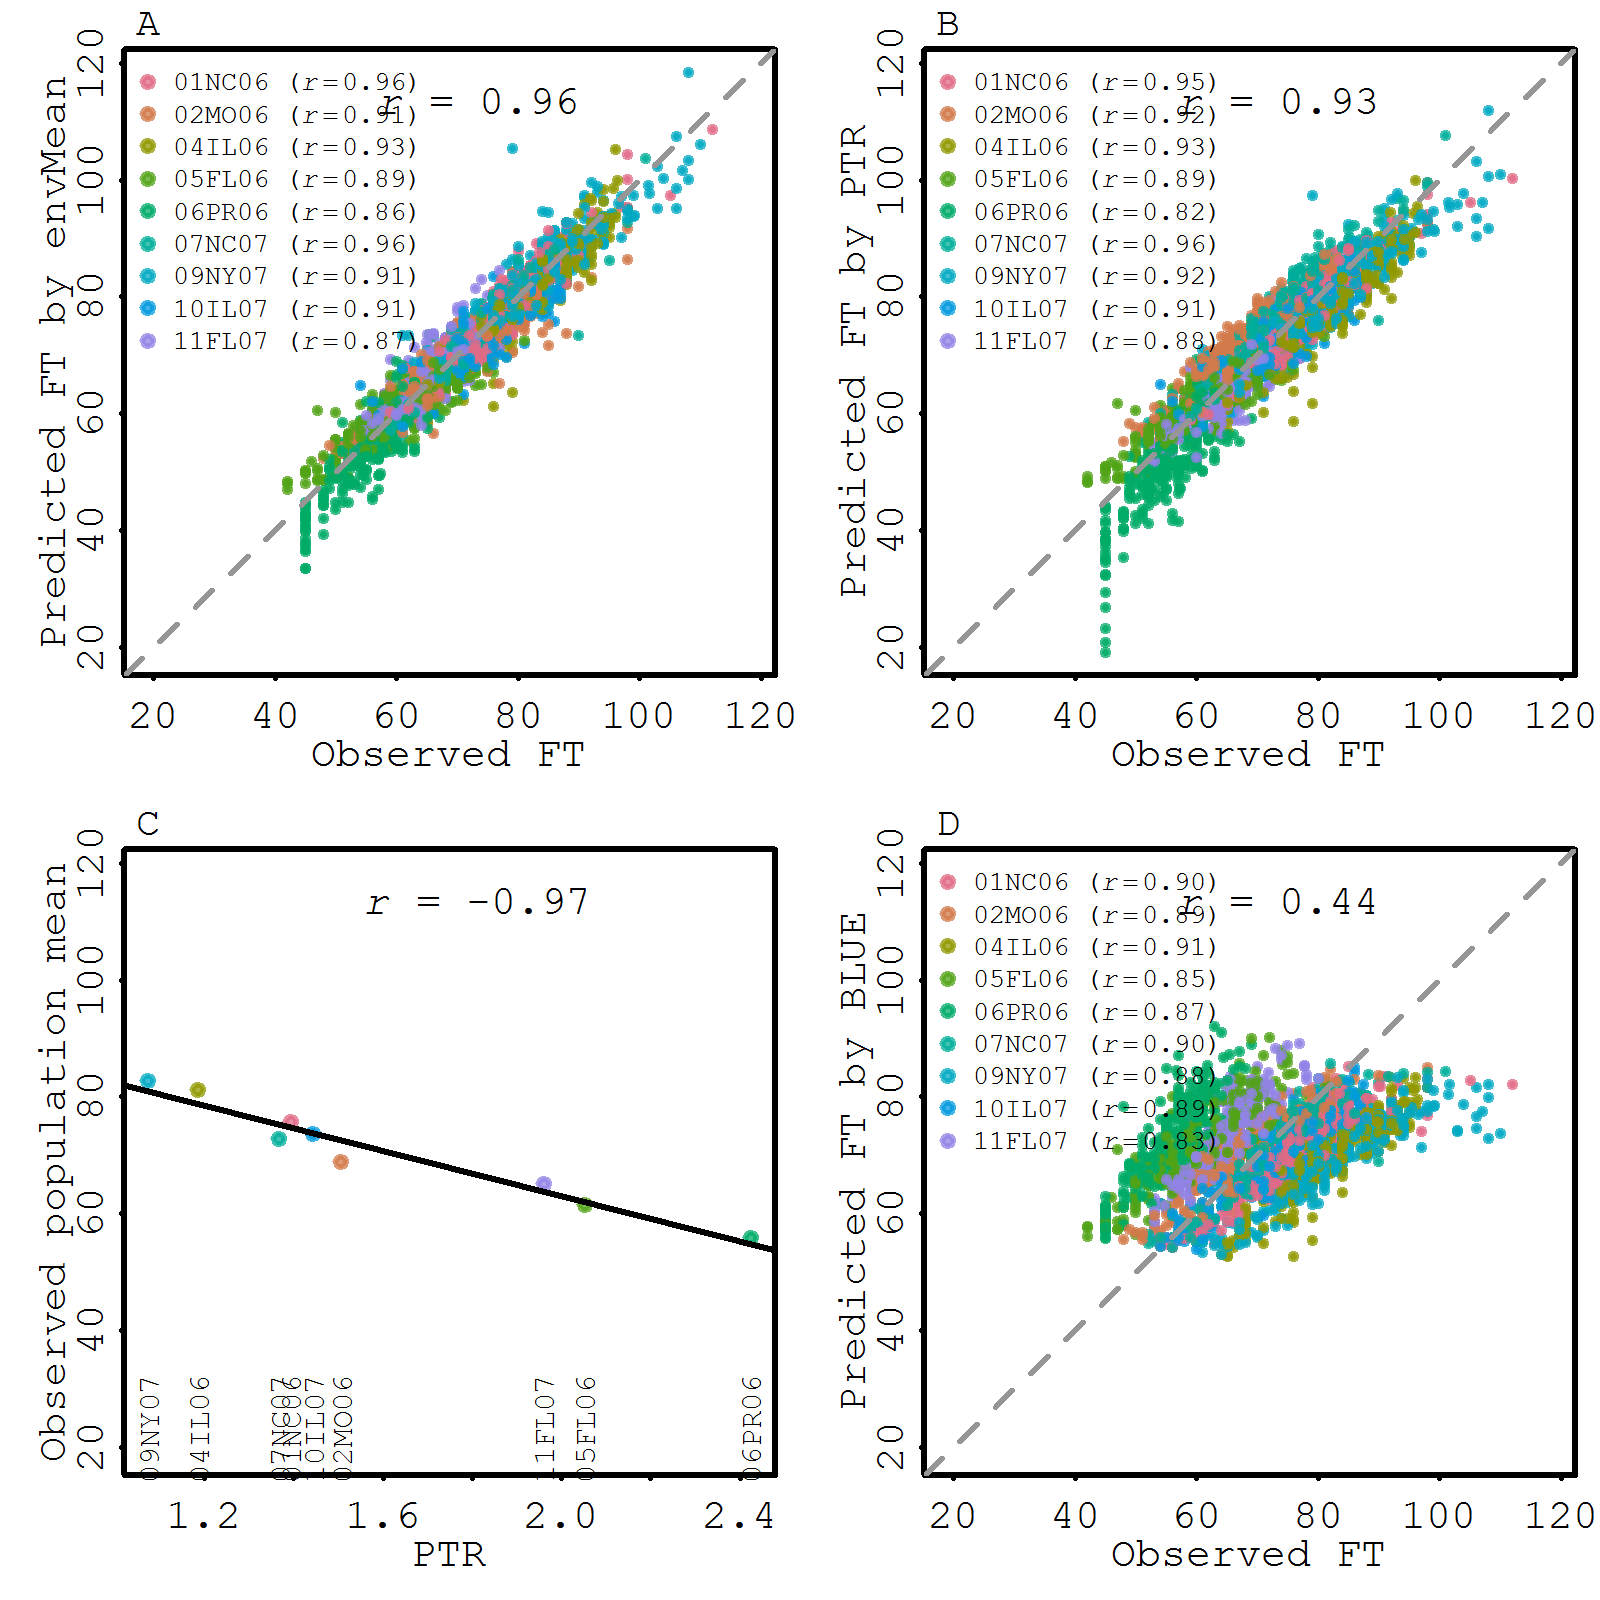 A
Predicted FT by envMean
120
100
80
60
40
20
01NC06 (r=0.96)
02MO06 (r=0.91)
04IL06 (r=0.93)
05FL06 (r=0.89)
06PR06 (r=0.86)
07NC07 (r=0.96)
09NY07 (r=0.91)
10IL07 (r=0.91)
11FL07 (r=0.87)
r = 0.96
20 40 60 80 100 120
Observed FT
B
Predicted FT by PTR
120
100
80
60
40
20
01NC06 (r=0.95)
02MO06 (r=0.92)
04IL06 (r=0.93)
05FL06 (r=0.89)
06PR06 (r=0.82)
07NC07 (r=0.96)
09NY07 (r=0.92)
10IL07 (r=0.91)
11FL07 (r=0.88)
r = 0.93
20 40 60 80 100 120
Observed FT
C
Observed population mean
120
100
80
60
40
20
r = -0.97
09NY07
04IL06
07NC07
01NC06
10IL07
02MO06
11FL07
05FL06
06PR06
1.2 1.6 2.0 2.4
PTR
D
Predicted FT by BLUE
120
100
80
60
40
20
01NC06 (r=0.90)
02MO06 (r=0.89)
04IL06 (r=0.91)
05FL06 (r=0.85)
06PR06 (r=0.87)
07NC07 (r=0.90)
09NY07 (r=0.88)
10IL07 (r=0.89)
11FL07 (r=0.83)
r = 0.44
20 40 60 80 100 120
Observed FT